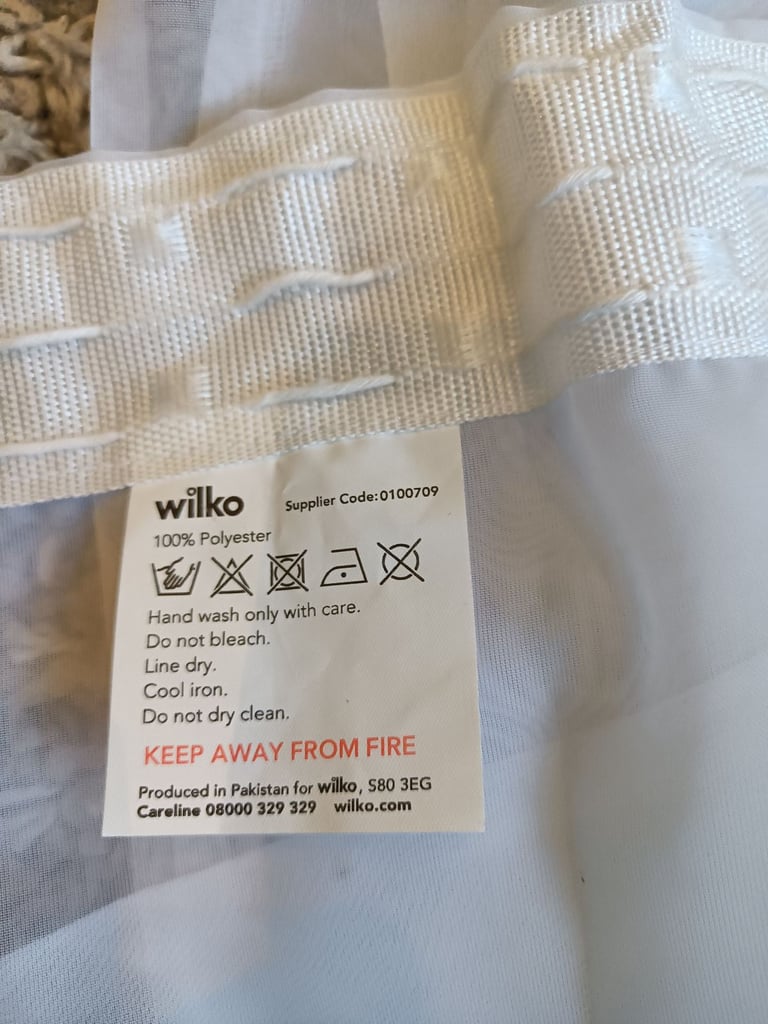 wilko Supplier Code:0100709
100% Polyester
Hand wash only with care.
Do not bleach.
Line dry.
Cool iron.
Do not dry clean.
KEEP AWAY FROM FIRE
Produced in Pakistan for wilko, S80 3EG
Careline 08000 329 329 wilko.com